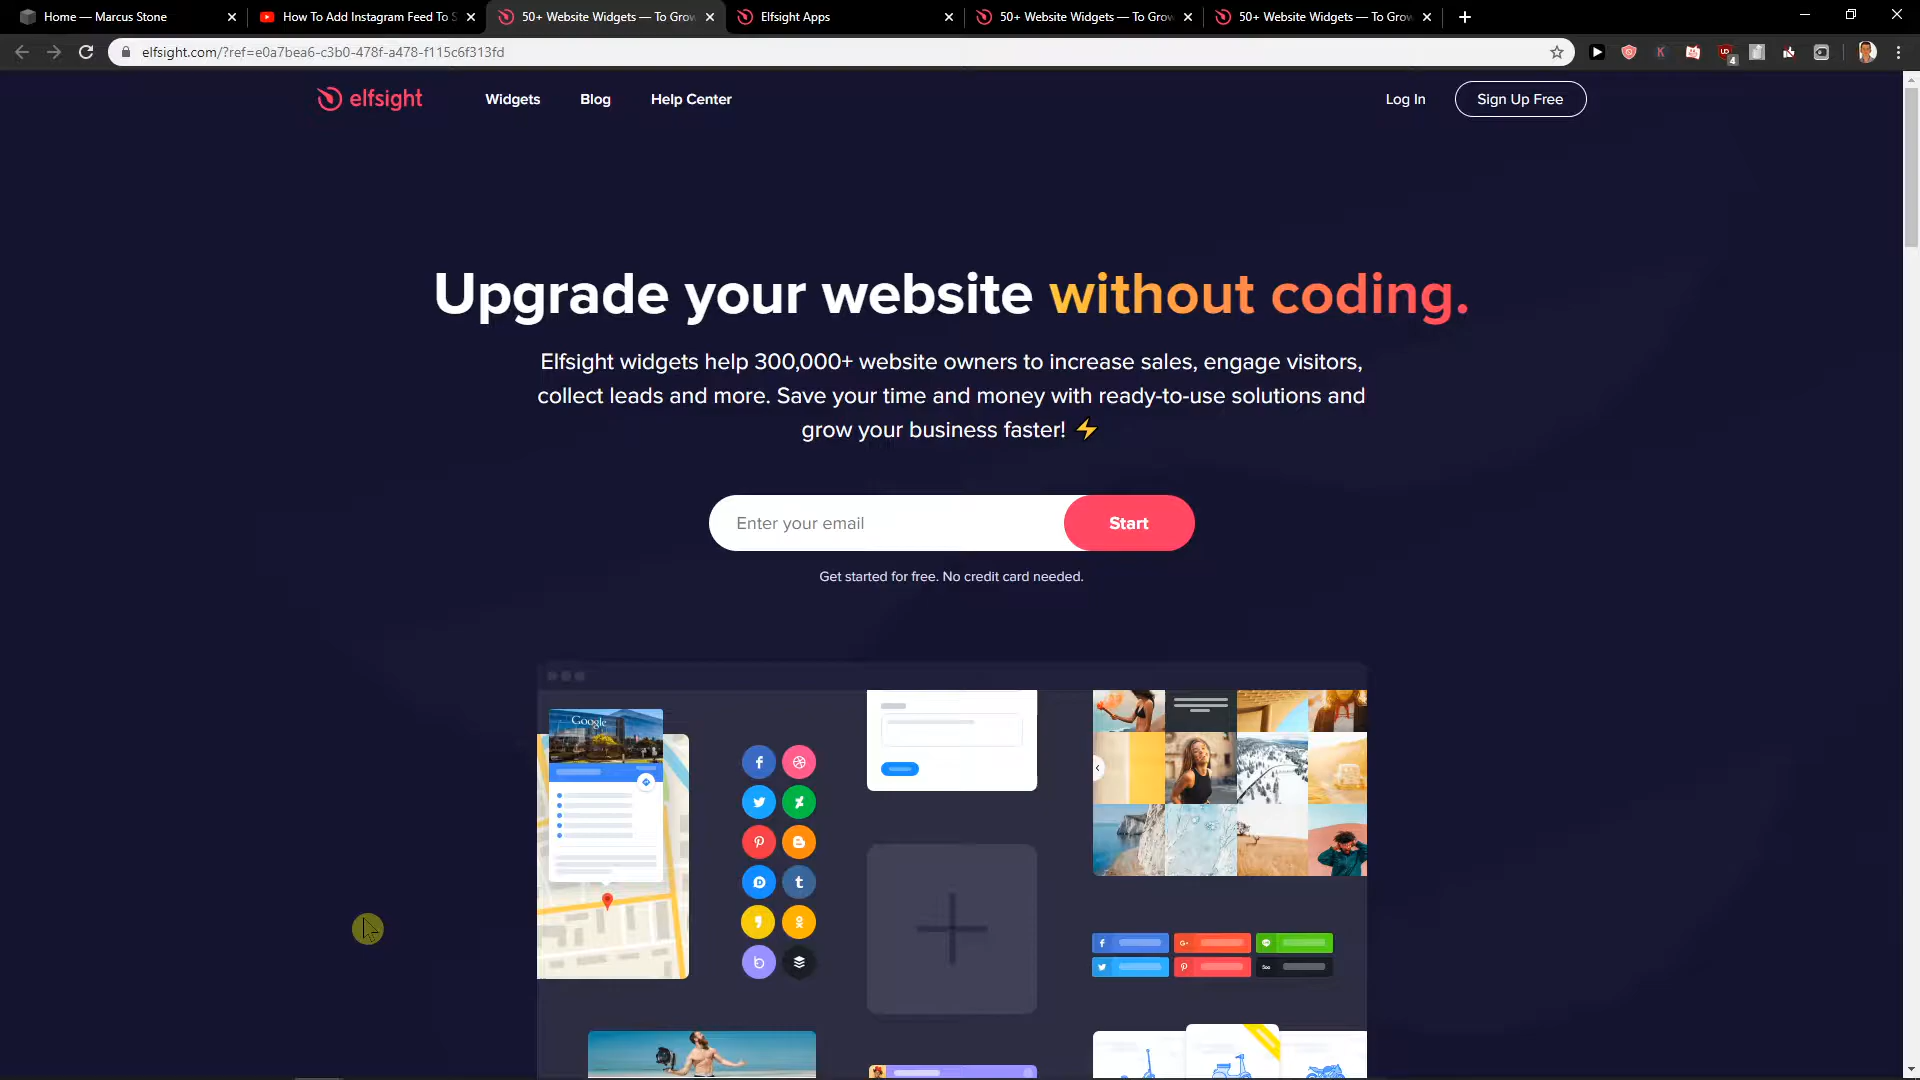 Home — Marcus Stone
How To Add Instagram Feed To S
50+ Website Widgets — To Grow
Elfsight Apps
50+ Website Widgets — To Grow
50+ Website Widgets — To Grow
elfsight.com/?ref=e0a7bea6-c3b0-478f-a478-f115c6f313fd
4
elfsight
Widgets
Blog
Help Center
Log In
Sign Up Free
Upgrade your website without coding.
Elfsight widgets help 300,000+ website owners to increase sales, engage visitors,
collect leads and more. Save your time and money with ready-to-use solutions and
grow your business faster! ⚡
Enter your email
Start
Get started for free. No credit card needed.
Google